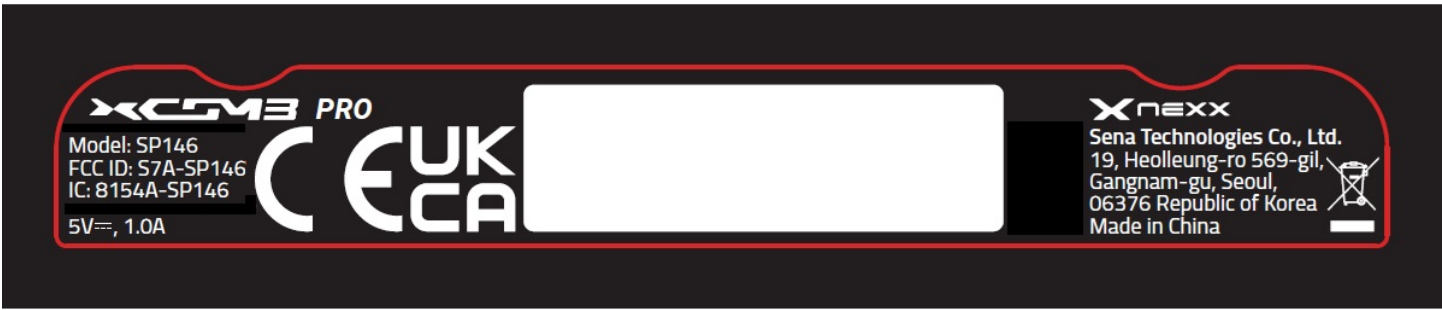 XCOM3 PRO
Model: SP146
FCC ID: S7A-SP146
IC: 8154A-SP146
5V⎓, 1.0A
CE
UK
CA
X nexx
Sena Technologies Co., Ltd.
19, Heolleung-ro 569-gil,
Gangnam-gu, Seoul,
06376 Republic of Korea
Made in China